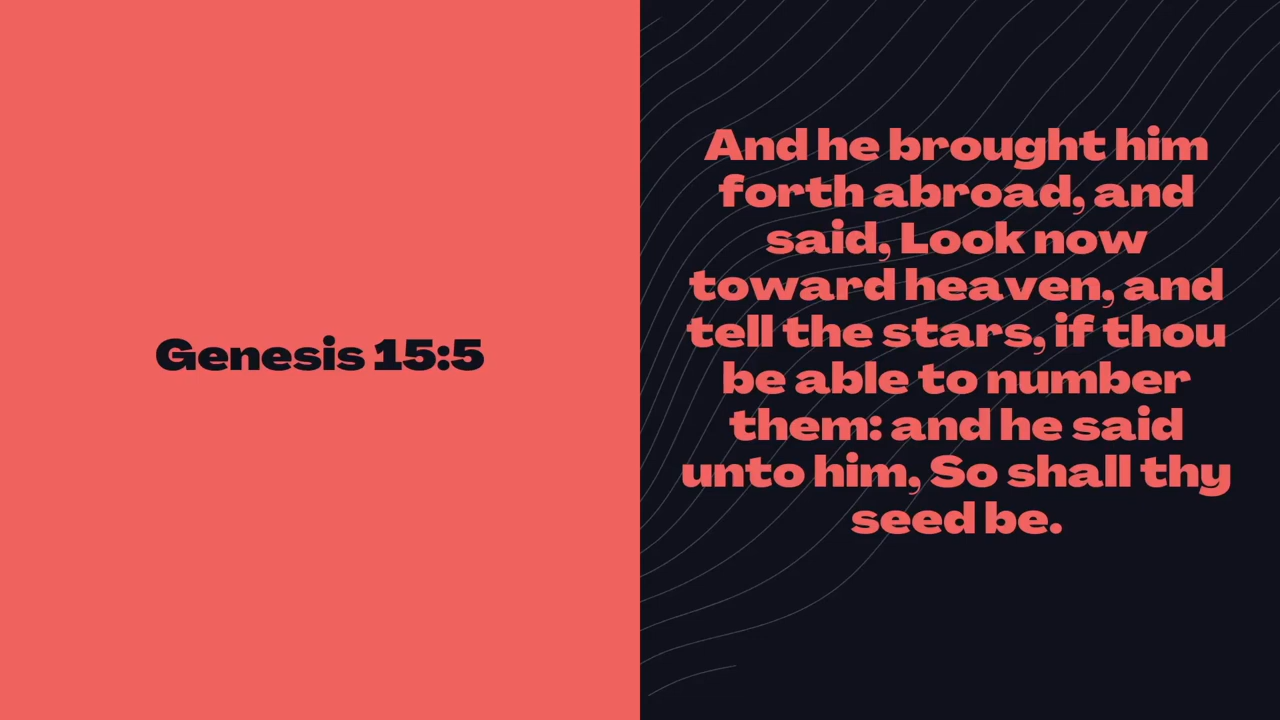 Genesis 15:5
And he brought him
forth abroad, and
said, Look now
toward heaven, and
tell the stars, if thou
be able to number
them: and he said
unto him, So shall thy
seed be.